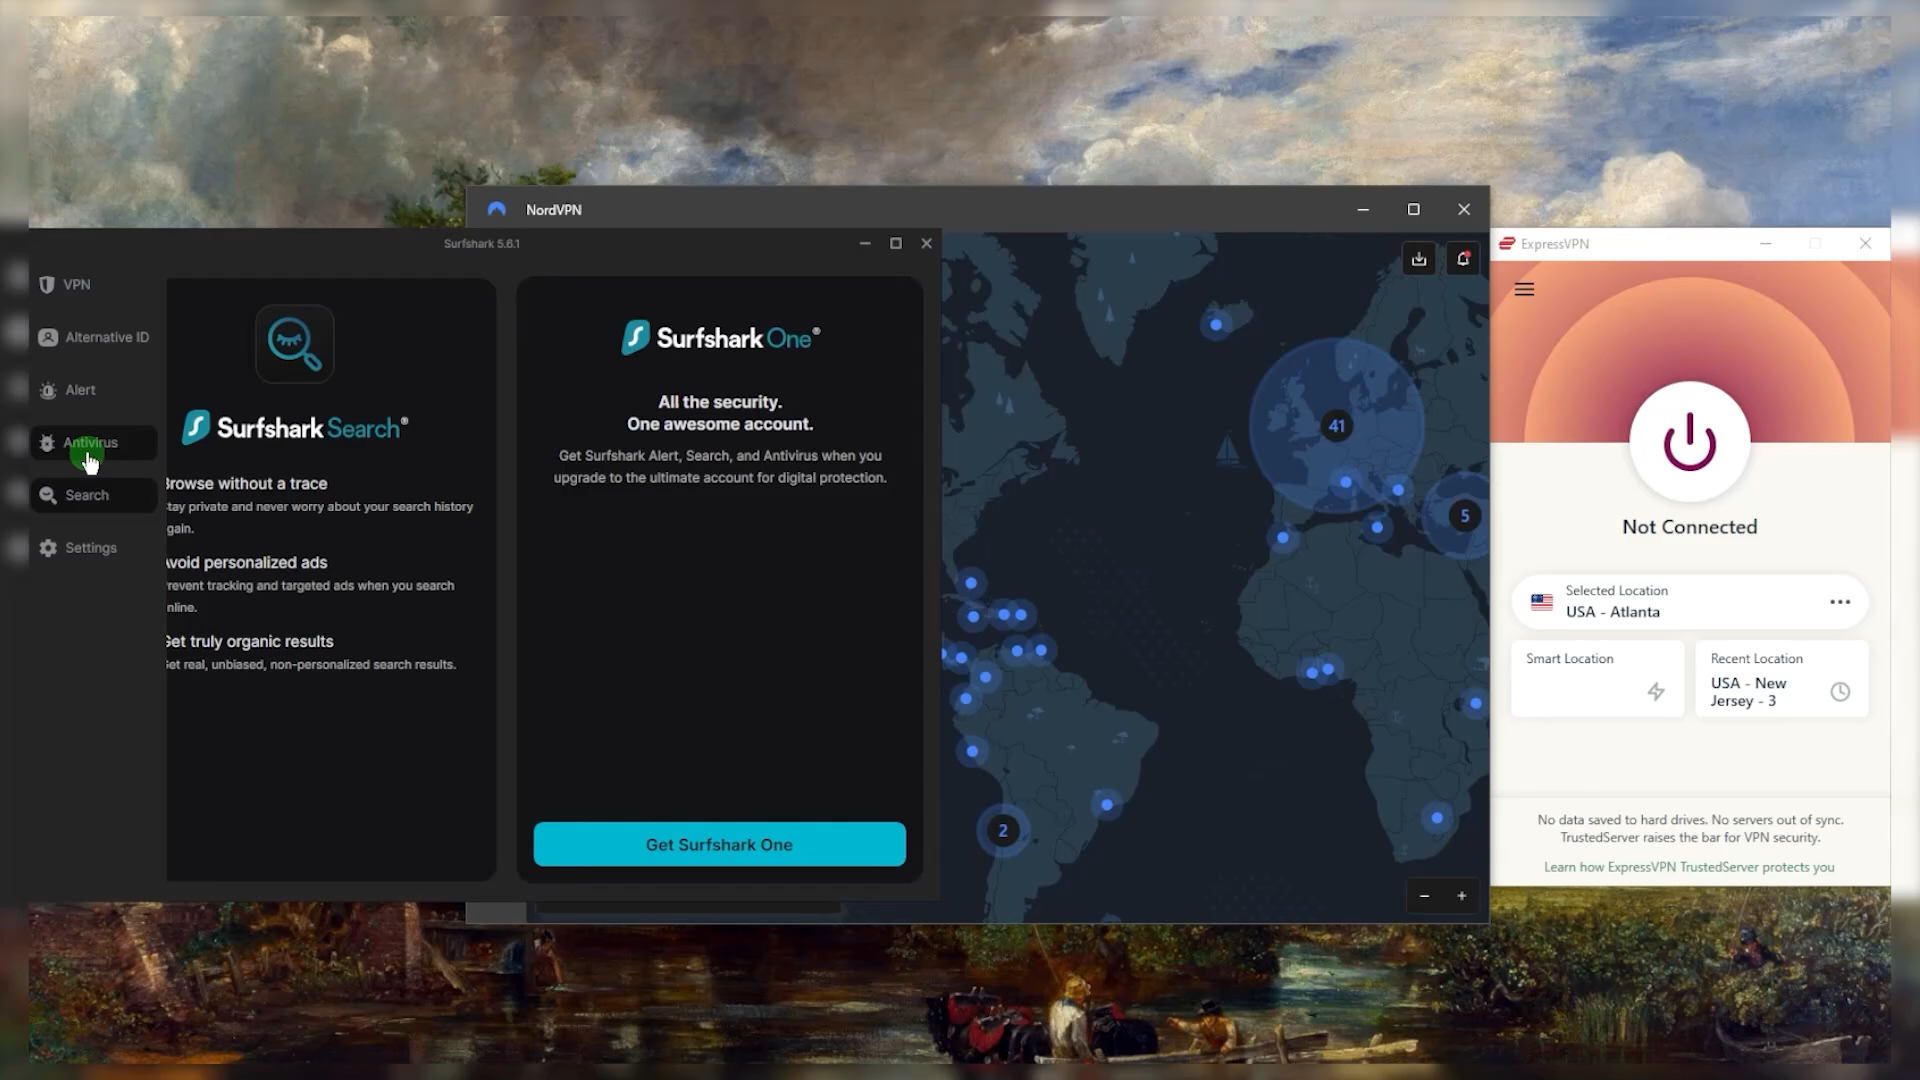 NordVPN
Surfshark 5.6.1
VPN
Alternative ID
Alert
Antivirus
Search
Settings
Surfshark Search®
Browse without a trace
stay private and never worry about your search history
gain.
Avoid personalized ads
revent tracking and targeted ads when you search
nline.
Get truly organic results
Get real, unbiased, non-personalized search results.
Surfshark One®
All the security.
One awesome account.
Get Surfshark Alert, Search, and Antivirus when you
upgrade to the ultimate account for digital protection.
Get Surfshark One
41
5
2
ExpressVPN
Not Connected
Selected Location
USA - Atlanta
Smart Location
Recent Location
USA - New
Jersey - 3
No data saved to hard drives. No servers out of sync.
TrustedServer raises the bar for VPN security.
Learn how ExpressVPN TrustedServer protects you